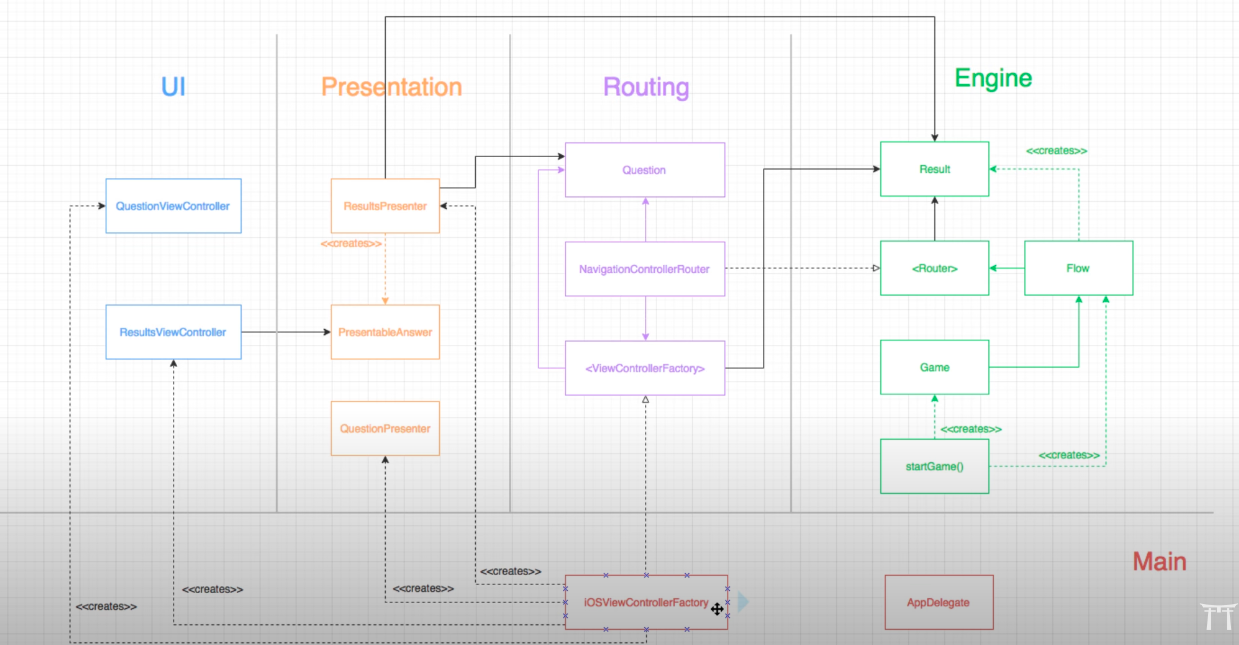 UI
Presentation
Routing
Engine
<<creates>>
Question
Result
QuestionViewController
ResultsPresenter
<<creates>>
NavigationControllerRouter
<Router>
Flow
ResultsViewController
PresentableAnswer
<ViewControllerFactory>
Game
QuestionPresenter
<<creates>>
<<creates>>
startGame()
Main
<<creates>>
<<creates>>
<<creates>>
<<creates>>
iOSViewControllerFactory
AppDelegate